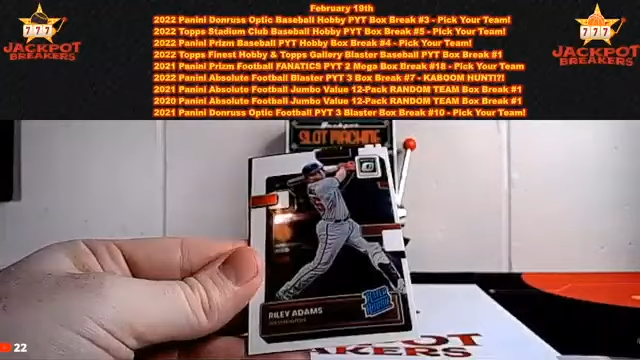 February 19th
2022 Panini Donruss Optic Baseball Hobby PYT Box Break #3 - Pick Your Team!
2022 Topps Stadium Club Baseball Hobby PYT Box Break #5 - Pick Your Team!
2022 Panini Prizm Baseball PYT Hobby Box Break #4 - Pick Your Team!
2022 Topps Finest Hobby & Topps Gallery Blaster Baseball PYT Box Break #1
2021 Panini Prizm Football FANATICS PYT 2 Mega Box Break #18 - Pick Your Team
2022 Panini Absolute Football Blaster PYT 3 Box Break #7 - KABOOM HUNT!?!
2021 Panini Absolute Football Jumbo Value 12-Pack RANDOM TEAM Box Break #1
2020 Panini Absolute Football Jumbo Value 12-Pack RANDOM TEAM Box Break #1
2021 Panini Donruss Optic Football PYT 3 Blaster Box Break #10 - Pick Your Team!
777
JACKPOT
BREAKERS
777
JACKPOT
BREAKERS
SLOT MACHINE
RILEY ADAMS
RATED ROOKIE
JACKPOT
BREAKERS
22